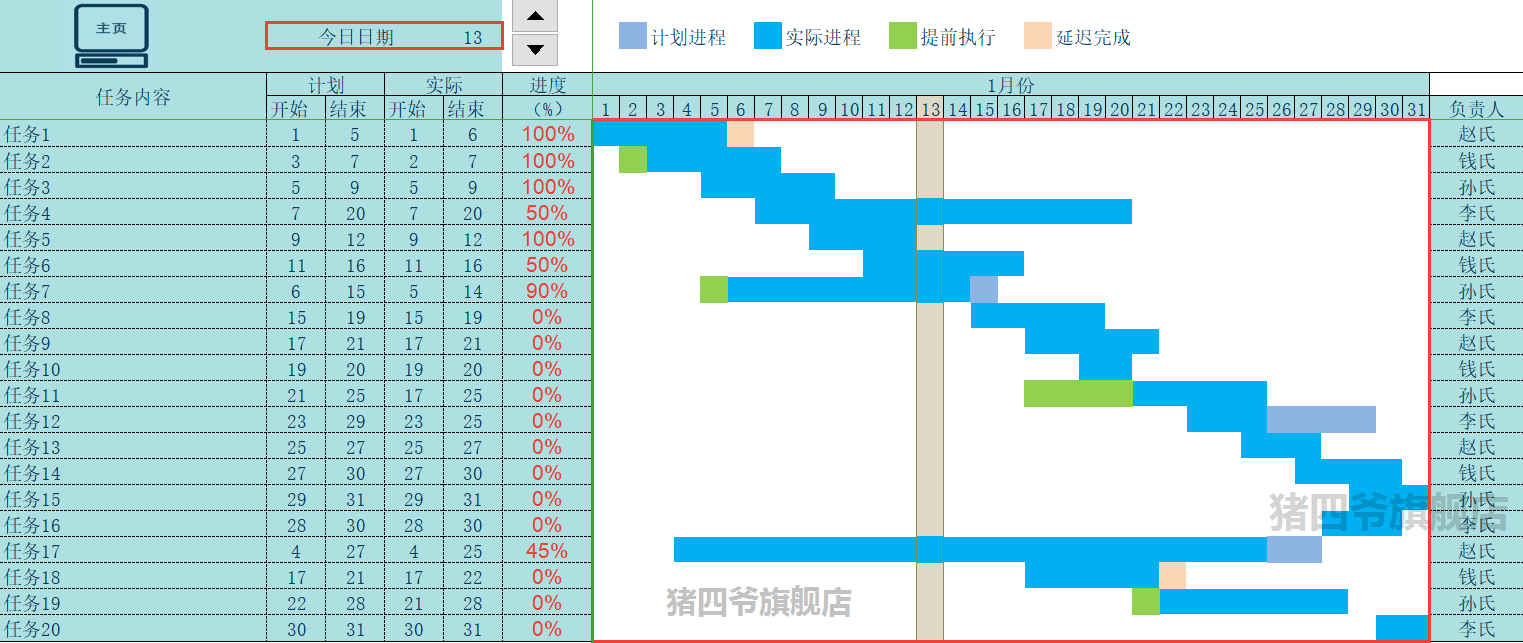 主页
今日日期 13
计划进程 实际进程 提前执行 延迟完成
任务内容 计划 实际 进度 1月份
开始 结束 开始 结束 (%) 1 2 3 4 5 6 7 8 9 10 11 12 13 14 15 16 17 18 19 20 21 22 23 24 25 26 27 28 29 30 31 负责人
任务1 1 5 1 6 100% 赵氏
任务2 3 7 2 7 100% 钱氏
任务3 5 9 5 9 100% 孙氏
任务4 7 20 7 20 50% 李氏
任务5 9 12 9 12 100% 赵氏
任务6 11 16 11 16 50% 钱氏
任务7 6 15 5 14 90% 孙氏
任务8 15 19 15 19 0% 李氏
任务9 17 21 17 21 0% 赵氏
任务10 19 20 19 20 0% 钱氏
任务11 21 25 17 25 0% 孙氏
任务12 23 29 23 25 0% 李氏
任务13 25 27 25 27 0% 赵氏
任务14 27 30 27 30 0% 钱氏
任务15 29 31 29 31 0% 孙氏
猪四爷旗舰店
任务16 28 30 28 30 0% 李氏
任务17 4 27 4 25 45% 赵氏
任务18 17 21 17 22 0% 钱氏
任务19 22 28 21 28 0% 孙氏
猪四爷旗舰店
任务20 30 31 30 31 0% 李氏